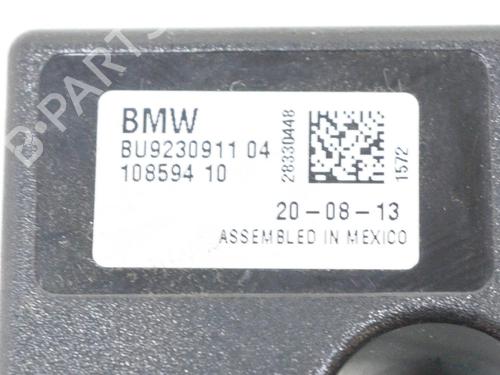 B-PARTS
BMW
BU9230911 04
108594 10
28330448
1572
20-08-13
ASSEMBLED IN MEXICO